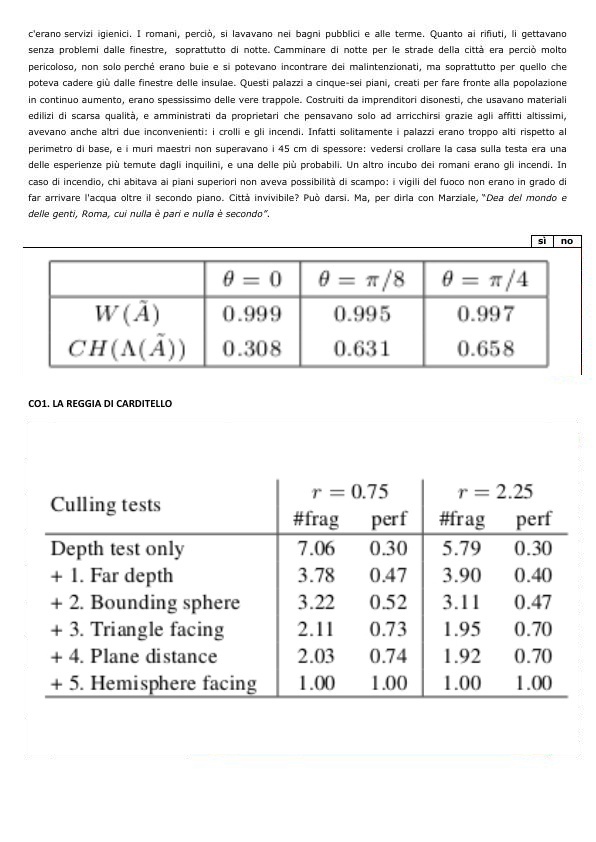 c'erano servizi igienici. I romani, perciò, si lavavano nei bagni pubblici e alle terme. Quanto ai rifiuti, li gettavano
senza problemi dalle finestre, soprattutto di notte. Camminare di notte per le strade della città era perciò molto
pericoloso, non solo perché erano buie e si potevano incontrare dei malintenzionati, ma soprattutto per quello che
poteva cadere giù dalle finestre delle insulae. Questi palazzi a cinque-sei piani, creati per fare fronte alla popolazione
in continuo aumento, erano spessissimo delle vere trappole. Costruiti da imprenditori disonesti, che usavano materiali
edilizi di scarsa qualità, e amministrati da proprietari che pensavano solo ad arricchirsi grazie agli affitti altissimi,
avevano anche altri due inconvenienti: i crolli e gli incendi. Infatti solitamente i palazzi erano troppo alti rispetto al
perimetro di base, e i muri maestri non superavano i 45 cm di spessore: vedersi crollare la casa sulla testa era una
delle esperienze più temute dagli inquilini, e una delle più probabili. Un altro incubo dei romani erano gli incendi. In
caso di incendio, chi abitava ai piani superiori non aveva possibilità di scampo: i vigili del fuoco non erano in grado di
far arrivare l'acqua oltre il secondo piano. Città invivibile? Può darsi. Ma, per dirla con Marziale, "Dea del mondo e
delle genti, Roma, cui nulla è pari e nulla è secondo".
sì no
θ = 0 θ = π/8 θ = π/4
W(Ã) 0.999 0.995 0.997
CH(Λ(Ã)) 0.308 0.631 0.658
CO1. LA REGGIA DI CARDITELLO
Culling tests r = 0.75 r = 2.25
#frag perf #frag perf
Depth test only 7.06 0.30 5.79 0.30
+ 1. Far depth 3.78 0.47 3.90 0.40
+ 2. Bounding sphere 3.22 0.52 3.11 0.47
+ 3. Triangle facing 2.11 0.73 1.95 0.70
+ 4. Plane distance 2.03 0.74 1.92 0.70
+ 5. Hemisphere facing 1.00 1.00 1.00 1.00